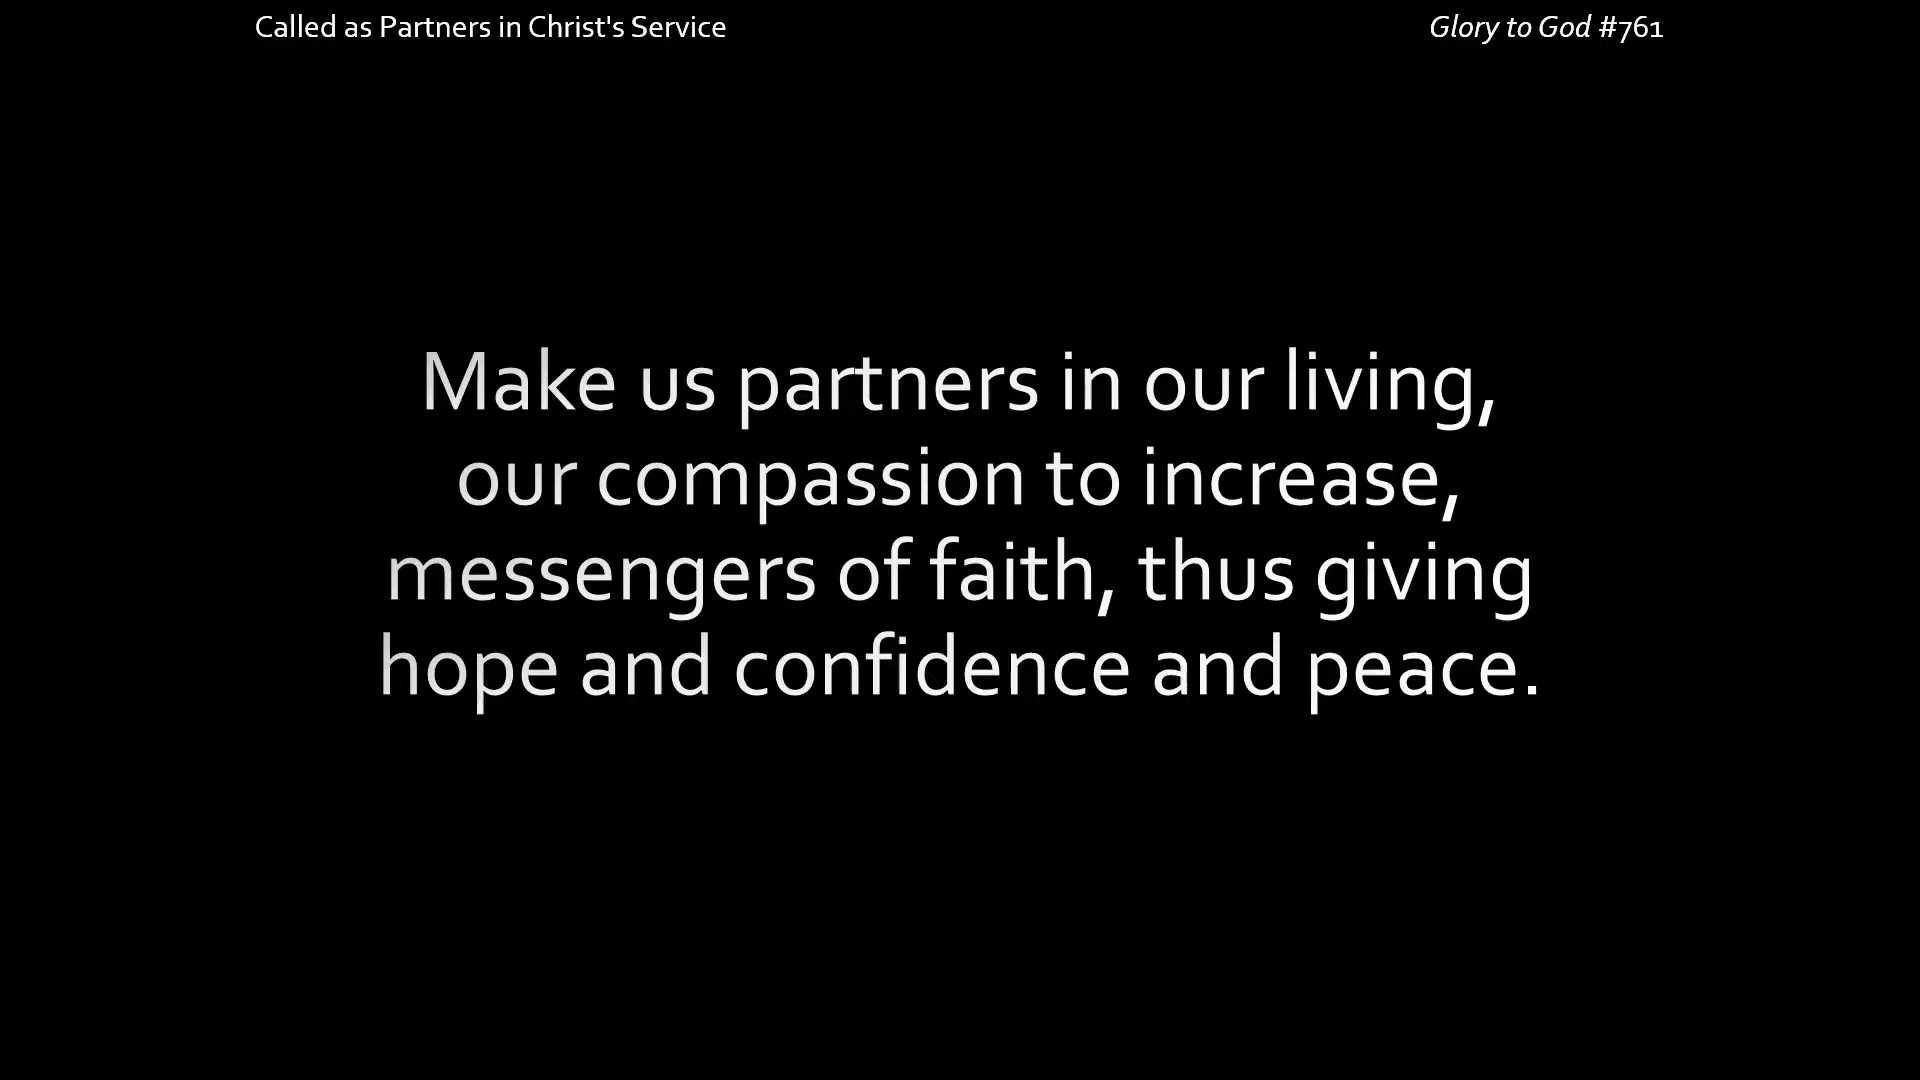 Called as Partners in Christ's Service
Glory to God #761
Make us partners in our living,
our compassion to increase,
messengers of faith, thus giving
hope and confidence and peace.